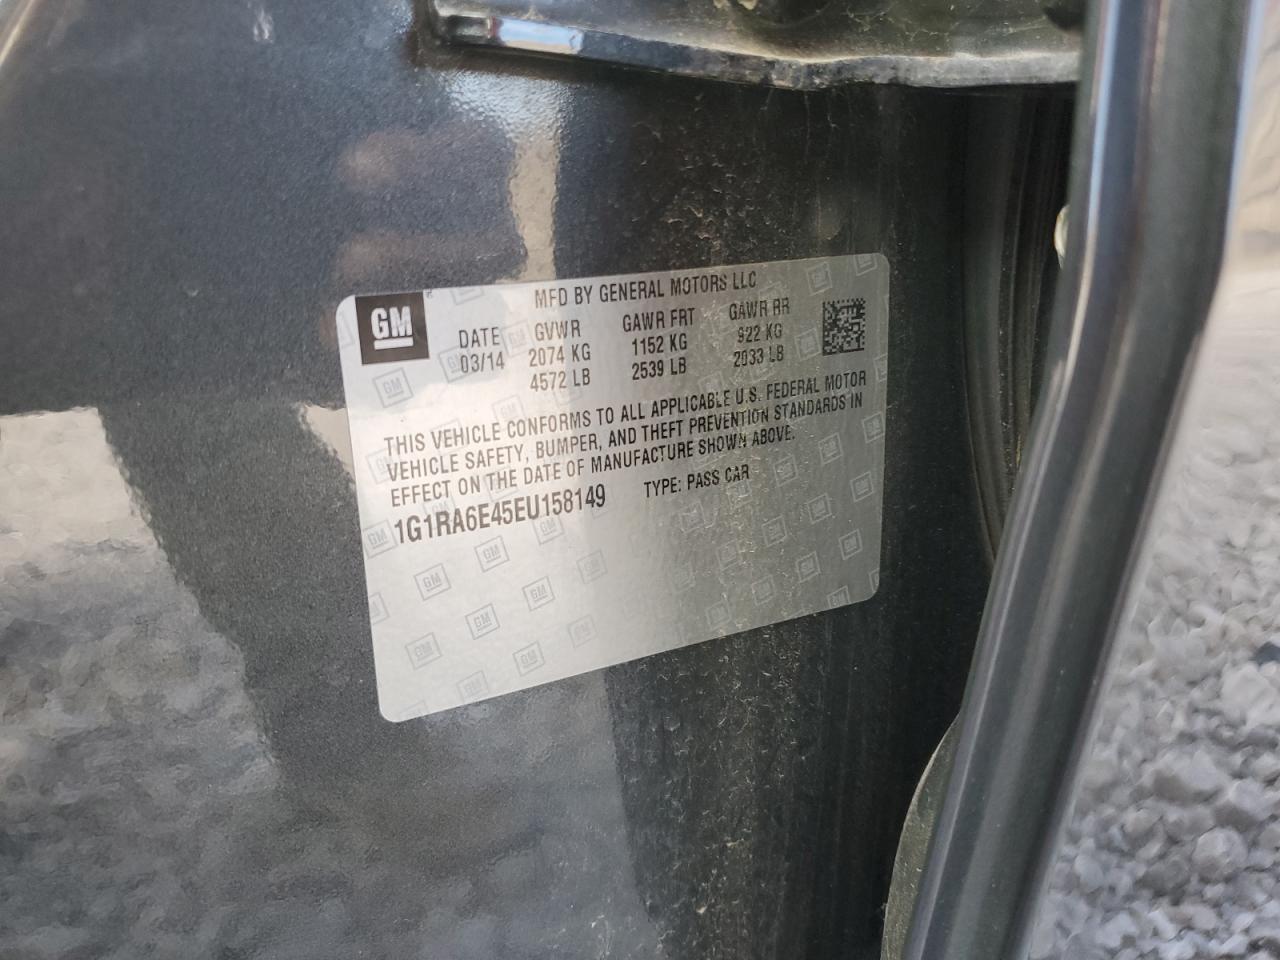 GM
MFD BY GENERAL MOTORS LLC
DATE GVWR GAWR FRT GAWR RR
03/14 2074 KG 1152 KG 922 KG
4572 LB 2539 LB 2033 LB
THIS VEHICLE CONFORMS TO ALL APPLICABLE U.S. FEDERAL MOTOR
VEHICLE SAFETY, BUMPER, AND THEFT PREVENTION STANDARDS IN
EFFECT ON THE DATE OF MANUFACTURE SHOWN ABOVE.
1G1RA6E45EU158149 TYPE: PASS CAR